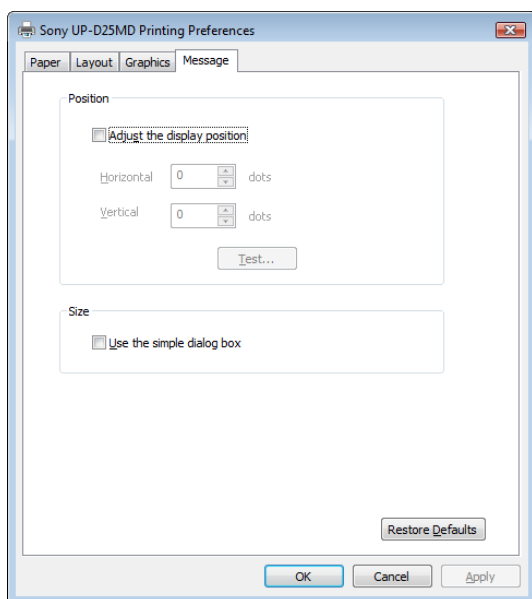 Sony UP-D25MD Printing Preferences
Paper Layout Graphics Message
Position
Adjust the display position
Horizontal 0 dots
Vertical 0 dots
Test...
Size
Use the simple dialog box
Restore Defaults
OK Cancel Apply